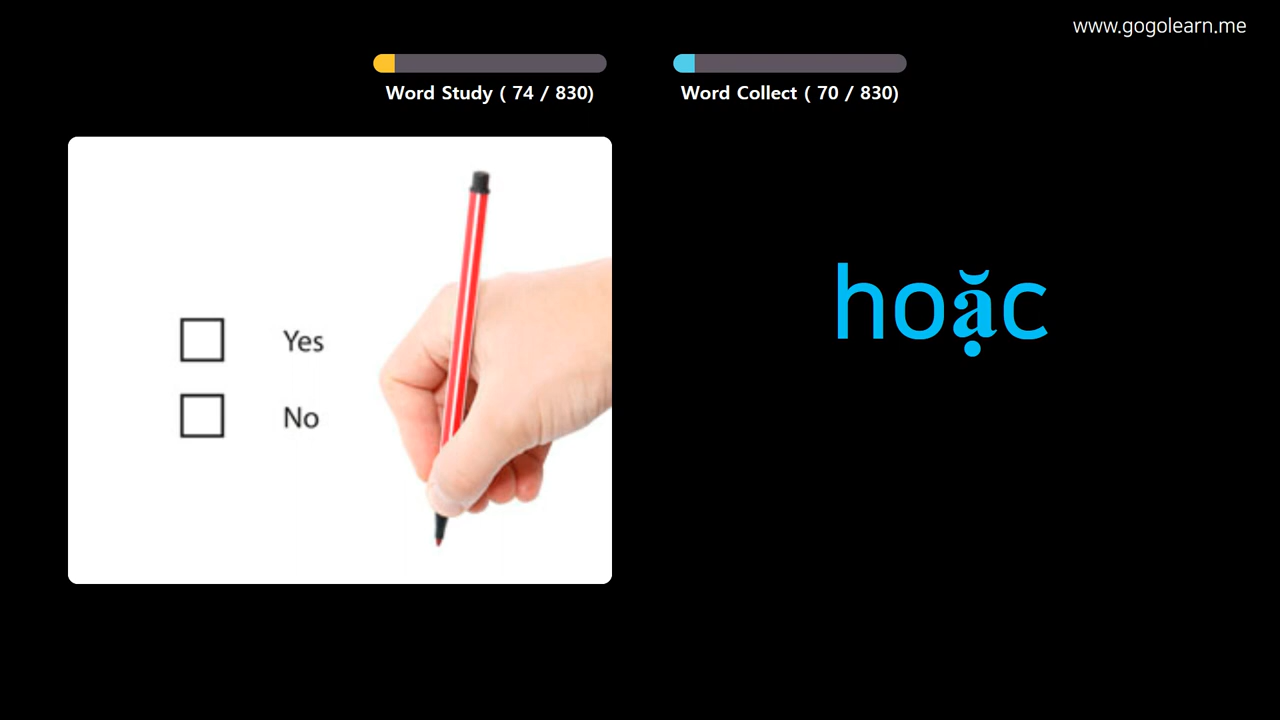 www.gogolearn.me
Word Study ( 74 / 830)
Word Collect ( 70 / 830)
Yes
No
hoặc